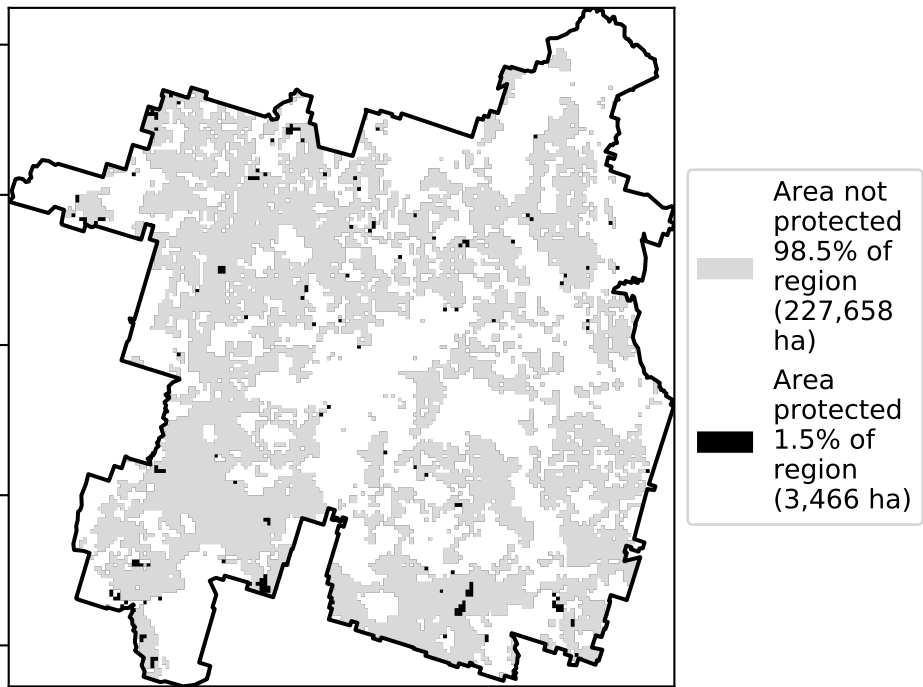 Area not
protected
98.5% of
region
(227,658
ha)
Area
protected
1.5% of
region
(3,466 ha)